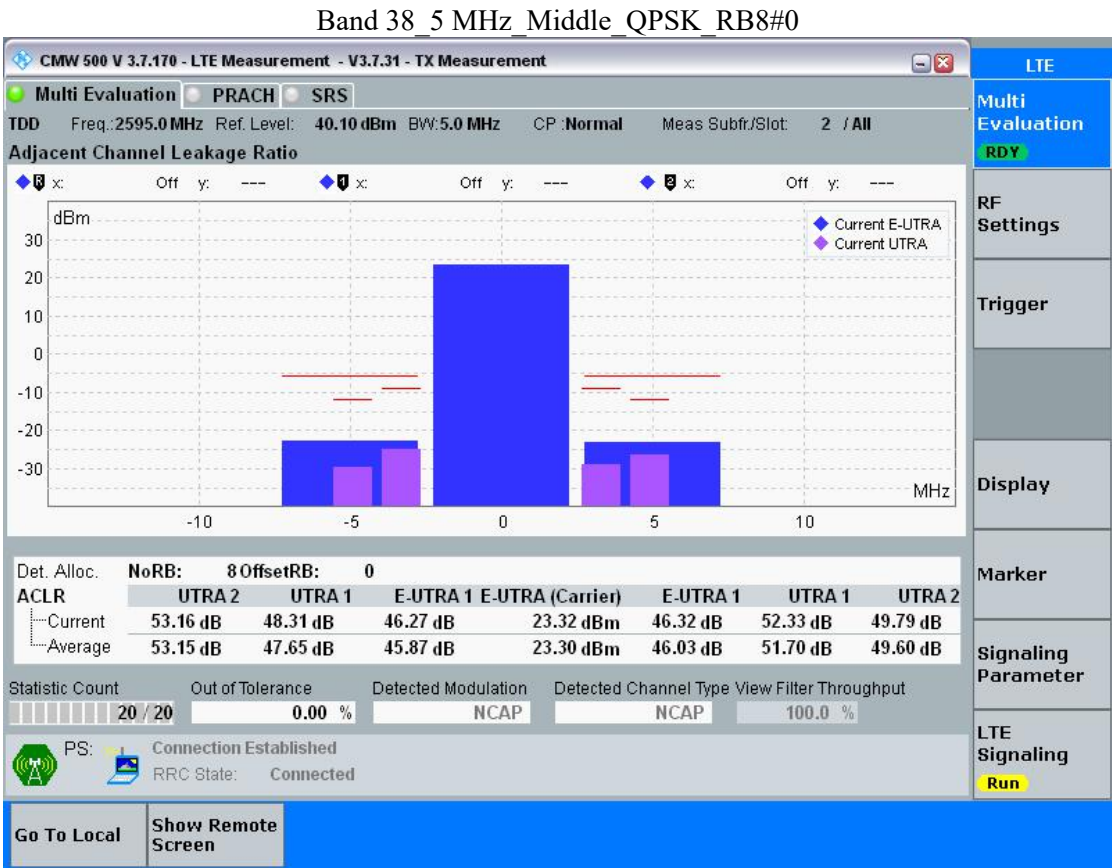 Band 38_5 MHz_Middle_QPSK_RB8#0
CMW 500 V 3.7.170 - LTE Measurement - V3.7.31 - TX Measurement
LTE
Multi Evaluation PRACH SRS
Multi Evaluation
RDY
TDD Freq.:2595.0 MHz Ref. Level: 40.10 dBm BW:5.0 MHz CP :Normal Meas Subfr./Slot: 2 / All
Adjacent Channel Leakage Ratio
R x: Off y: --- 1 x: Off y: --- 2 x: Off y: ---
dBm
Current E-UTRA
Current UTRA
30
20
10
0
-10
-20
-30
MHz
-10 -5 0 5 10
RF Settings
Trigger
Display
Marker
Signaling Parameter
LTE Signaling
Run
Det. Alloc. NoRB: 8 OffsetRB: 0
ACLR UTRA 2 UTRA 1 E-UTRA 1 E-UTRA (Carrier) E-UTRA 1 UTRA 1 UTRA 2
Current 53.16 dB 48.31 dB 46.27 dB 23.32 dBm 46.32 dB 52.33 dB 49.79 dB
Average 53.15 dB 47.65 dB 45.87 dB 23.30 dBm 46.03 dB 51.70 dB 49.60 dB
Statistic Count Out of Tolerance Detected Modulation Detected Channel Type View Filter Throughput
20 / 20 0.00 % NCAP NCAP 100.0 %
PS: Connection Established
RRC State: Connected
Go To Local Show Remote Screen